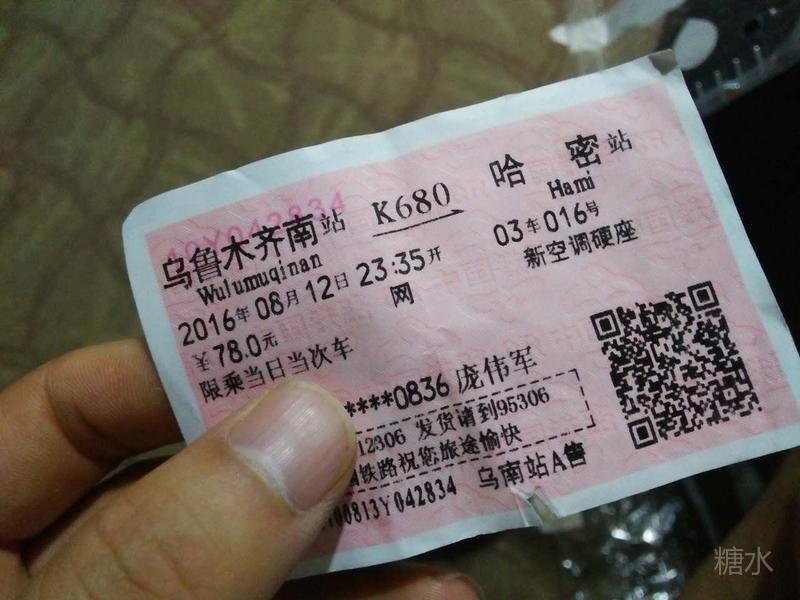 49Y042834
乌鲁木齐南站 K680 哈密站
Wulumuqinan Hami
2016年08月12日 23:35开 03车016号
¥78.0元 网 新空调硬座
限乘当日当次车
****0836 庞伟军
12306 发货请到95306
铁路祝您旅途愉快
00813Y042834 乌南站A售
糖水